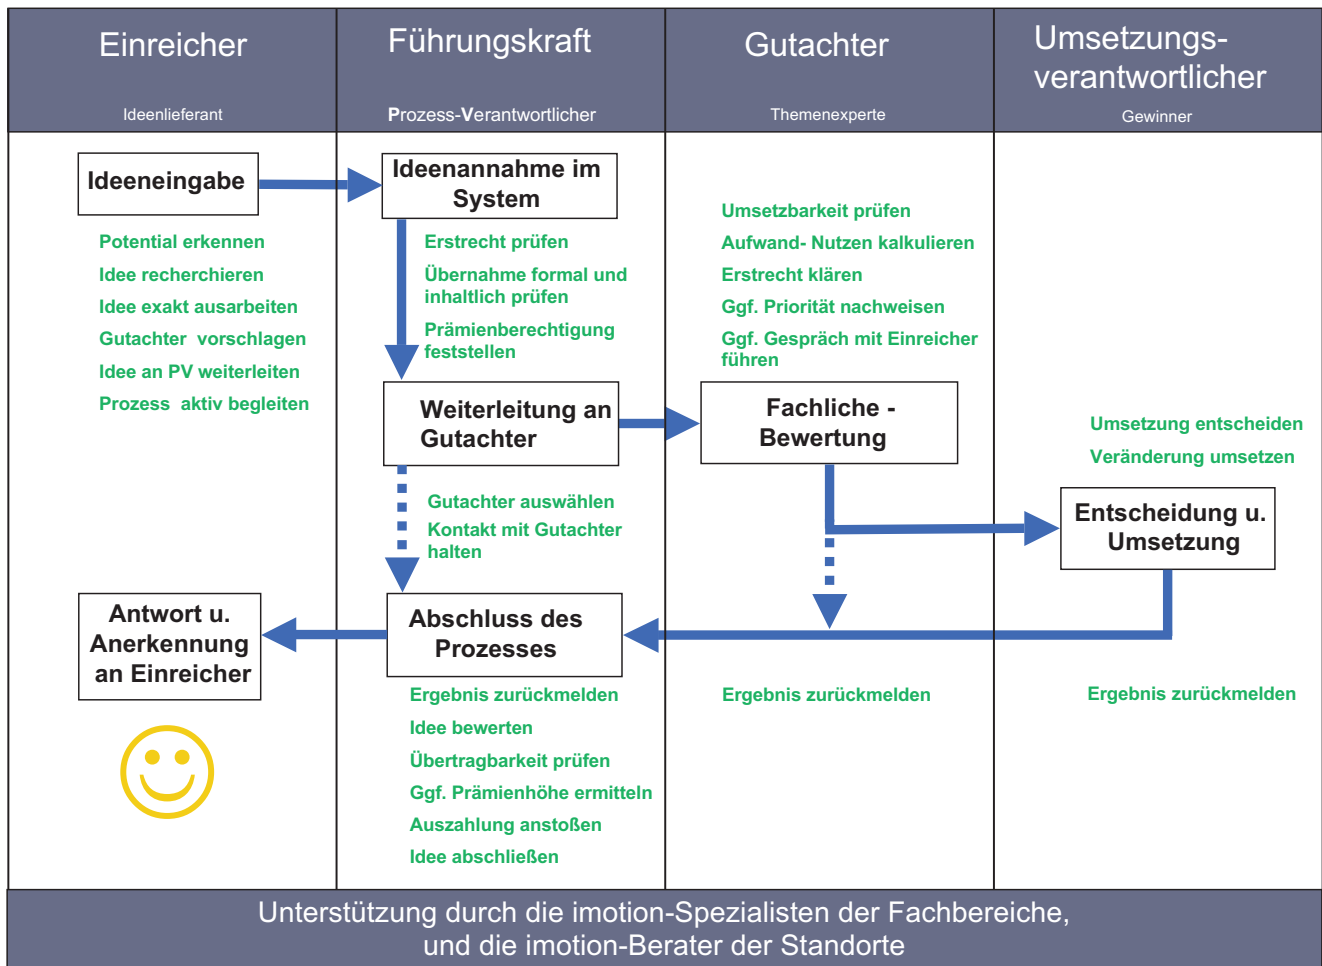 Einreicher
Ideenlieferant
Führungskraft
Prozess-Verantwortlicher
Gutachter
Themenexperte
Umsetzungs-
verantwortlicher
Gewinner
Ideeneingabe
Potential erkennen
Idee recherchieren
Idee exakt ausarbeiten
Gutachter vorschlagen
Idee an PV weiterleiten
Prozess aktiv begleiten
Ideenannahme im
System
Erstrecht prüfen
Übernahme formal und
inhaltlich prüfen
Prämienberechtigung
feststellen
Weiterleitung an
Gutachter
Gutachter auswählen
Kontakt mit Gutachter
halten
Umsetzbarkeit prüfen
Aufwand- Nutzen kalkulieren
Erstrecht klären
Ggf. Priorität nachweisen
Ggf. Gespräch mit Einreicher
führen
Fachliche -
Bewertung
Umsetzung entscheiden
Veränderung umsetzen
Entscheidung u.
Umsetzung
Antwort u.
Anerkennung
an Einreicher
Abschluss des
Prozesses
Ergebnis zurückmelden
Idee bewerten
Übertragbarkeit prüfen
Ggf. Prämienhöhe ermitteln
Auszahlung anstoßen
Idee abschließen
Ergebnis zurückmelden
Ergebnis zurückmelden
Unterstützung durch die imotion-Spezialisten der Fachbereiche,
und die imotion-Berater der Standorte